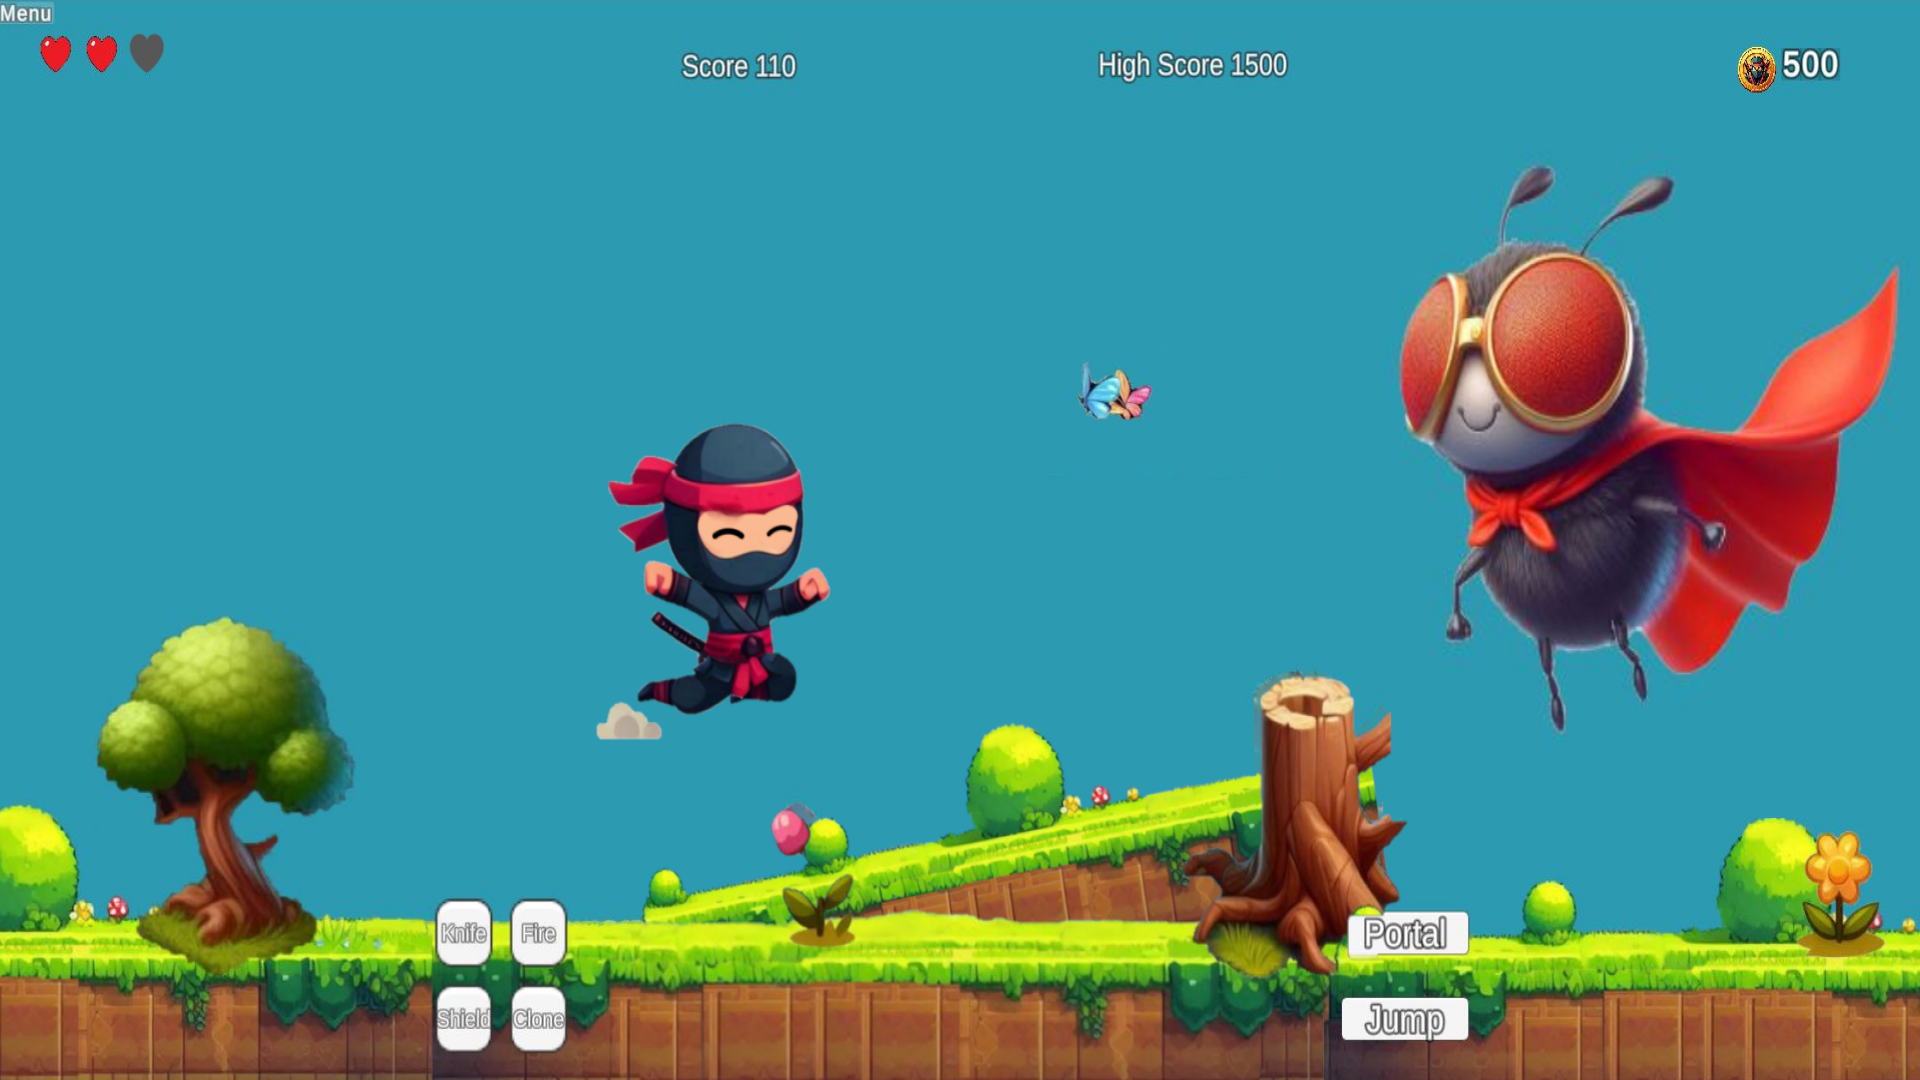 Menu
Score 110
High Score 1500
500
Knife
Fire
Portal
Shield
Clone
Jump